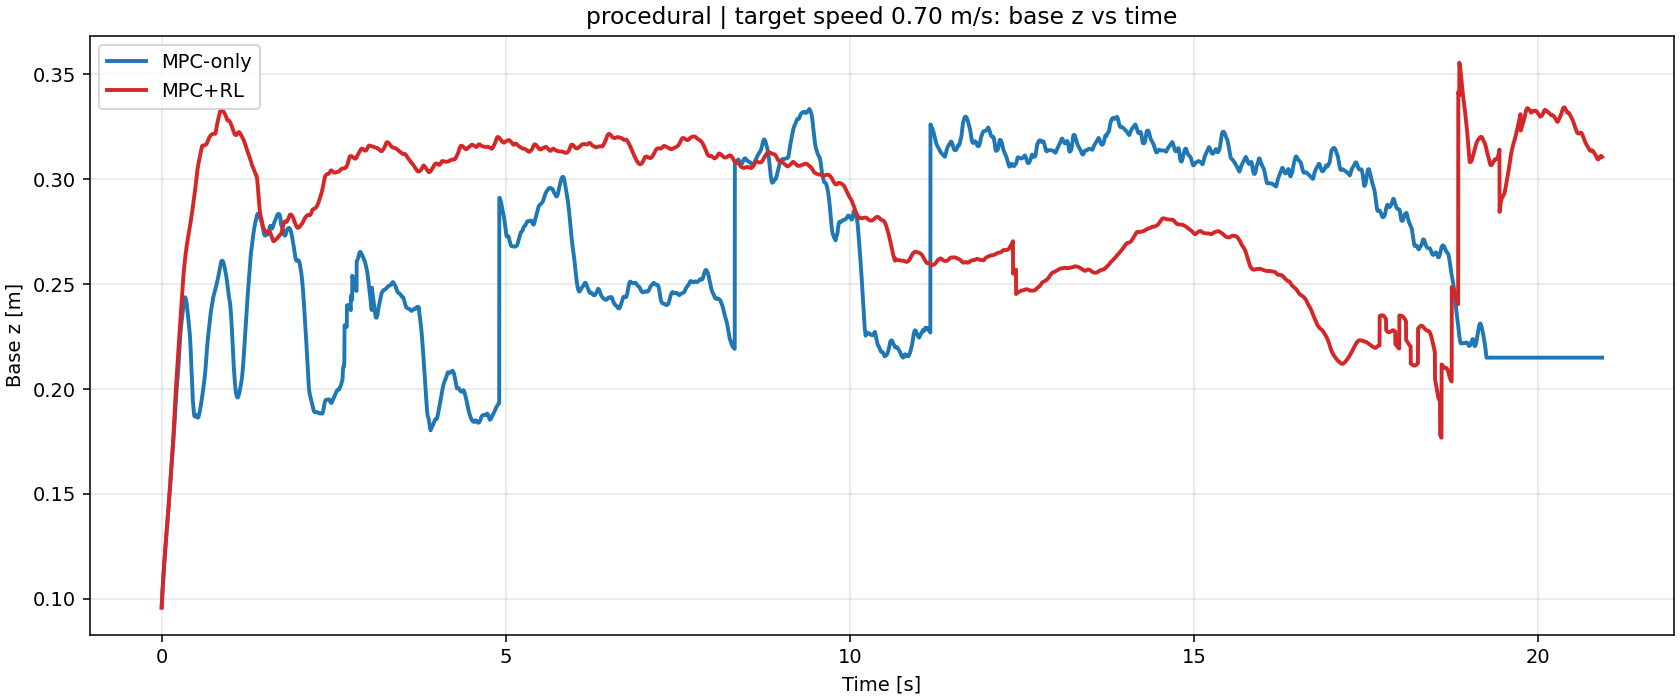 procedural | target speed 0.70 m/s: base z vs time
MPC-only
MPC+RL
Base z [m]
0.35
0.30
0.25
0.20
0.15
0.10
0
5
10
15
20
Time [s]